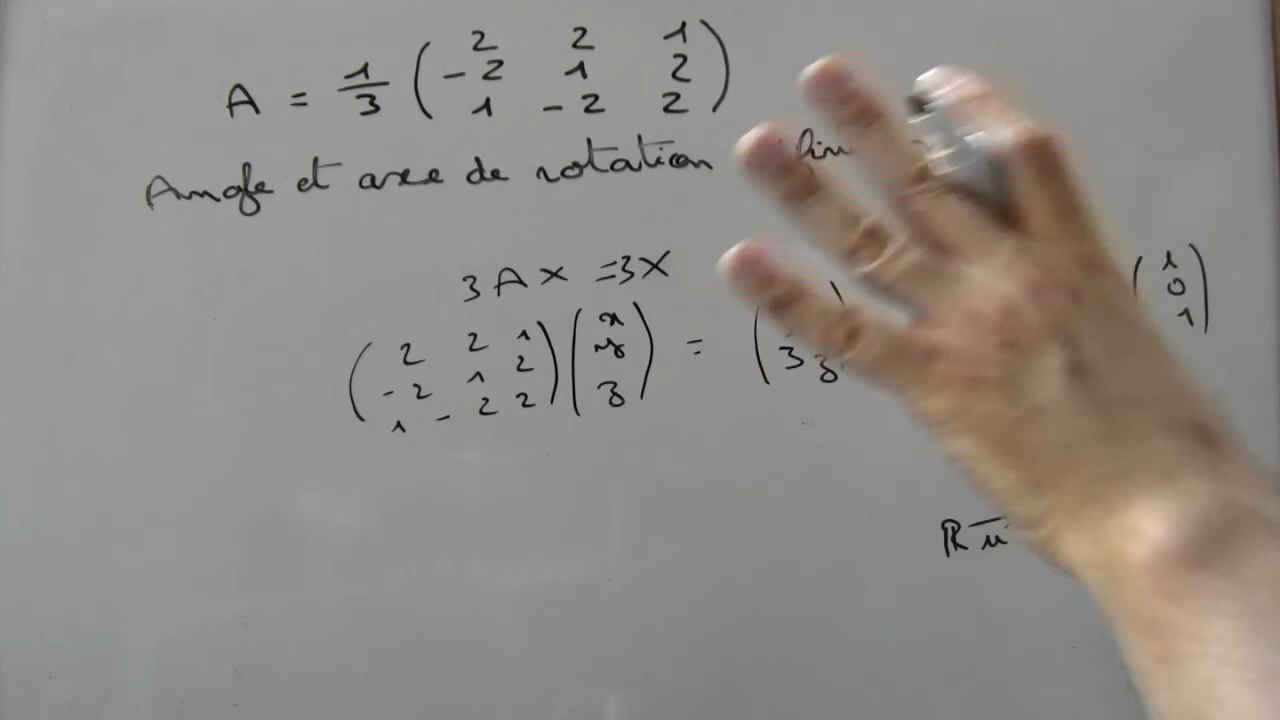 A = 1/3 ( 2 2 1
-2 1 2
1 -2 2 )
Angle et axe de rotation
3AX = 3X
( 2 2 1
-2 1 2
1 -2 2 ) ( x
y
z ) = ( 3z
( 1
0
1 )
ℝ u